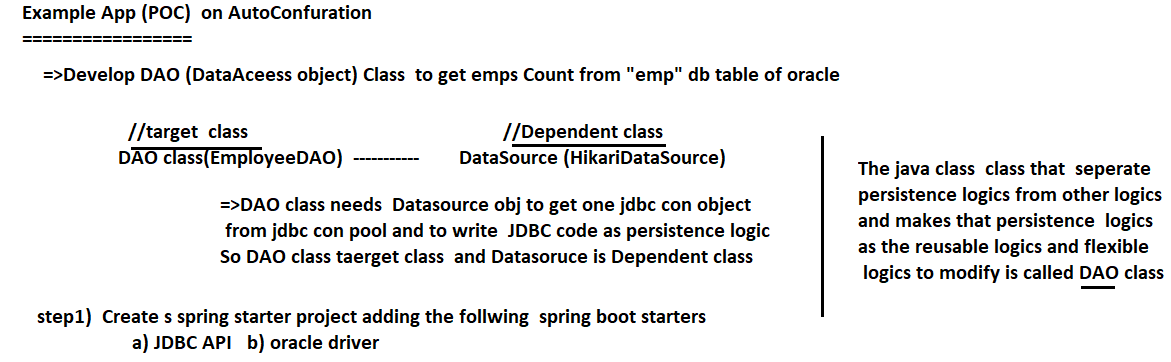 Example App (POC)  on AutoConfuration
=================
=>Develop DAO (DataAceess object) Class  to get emps Count from "emp" db table of oracle
//target  class
//Dependent class
DAO class(EmployeeDAO)  -----------
DataSource (HikariDataSource)
=>DAO class needs  Datasource obj to get one jdbc con object
from jdbc con pool and to write  JDBC code as persistence logic
So DAO class taerget class  and Datasoruce is Dependent class
The java class  class that  seperate
persistence logics from other logics
and makes that persistence  logics
as the reusable logics and flexible
logics to modify is called DAO class
step1)  Create s spring starter project adding the follwing  spring boot starters
a) JDBC API   b) oracle driver